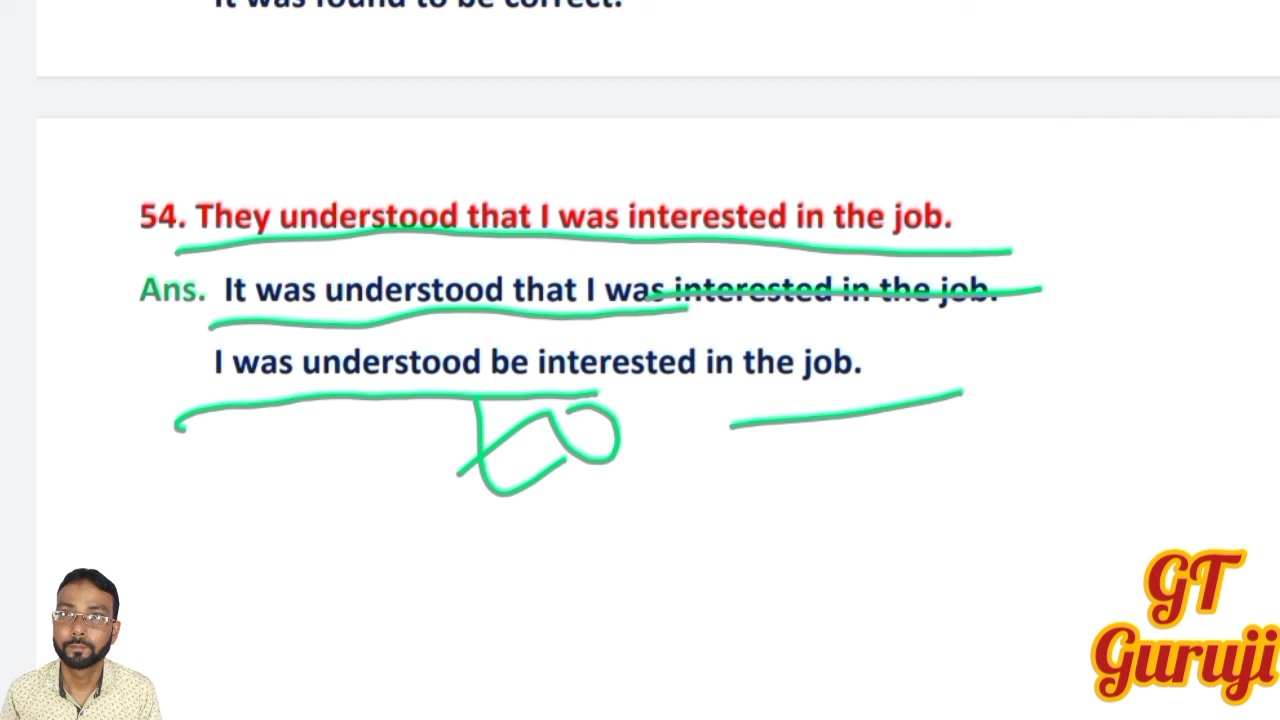 It was found to be correct.
54. They understood that I was interested in the job.
Ans. It was understood that I was interested in the job.
I was understood be interested in the job.
to
GT
Guruji